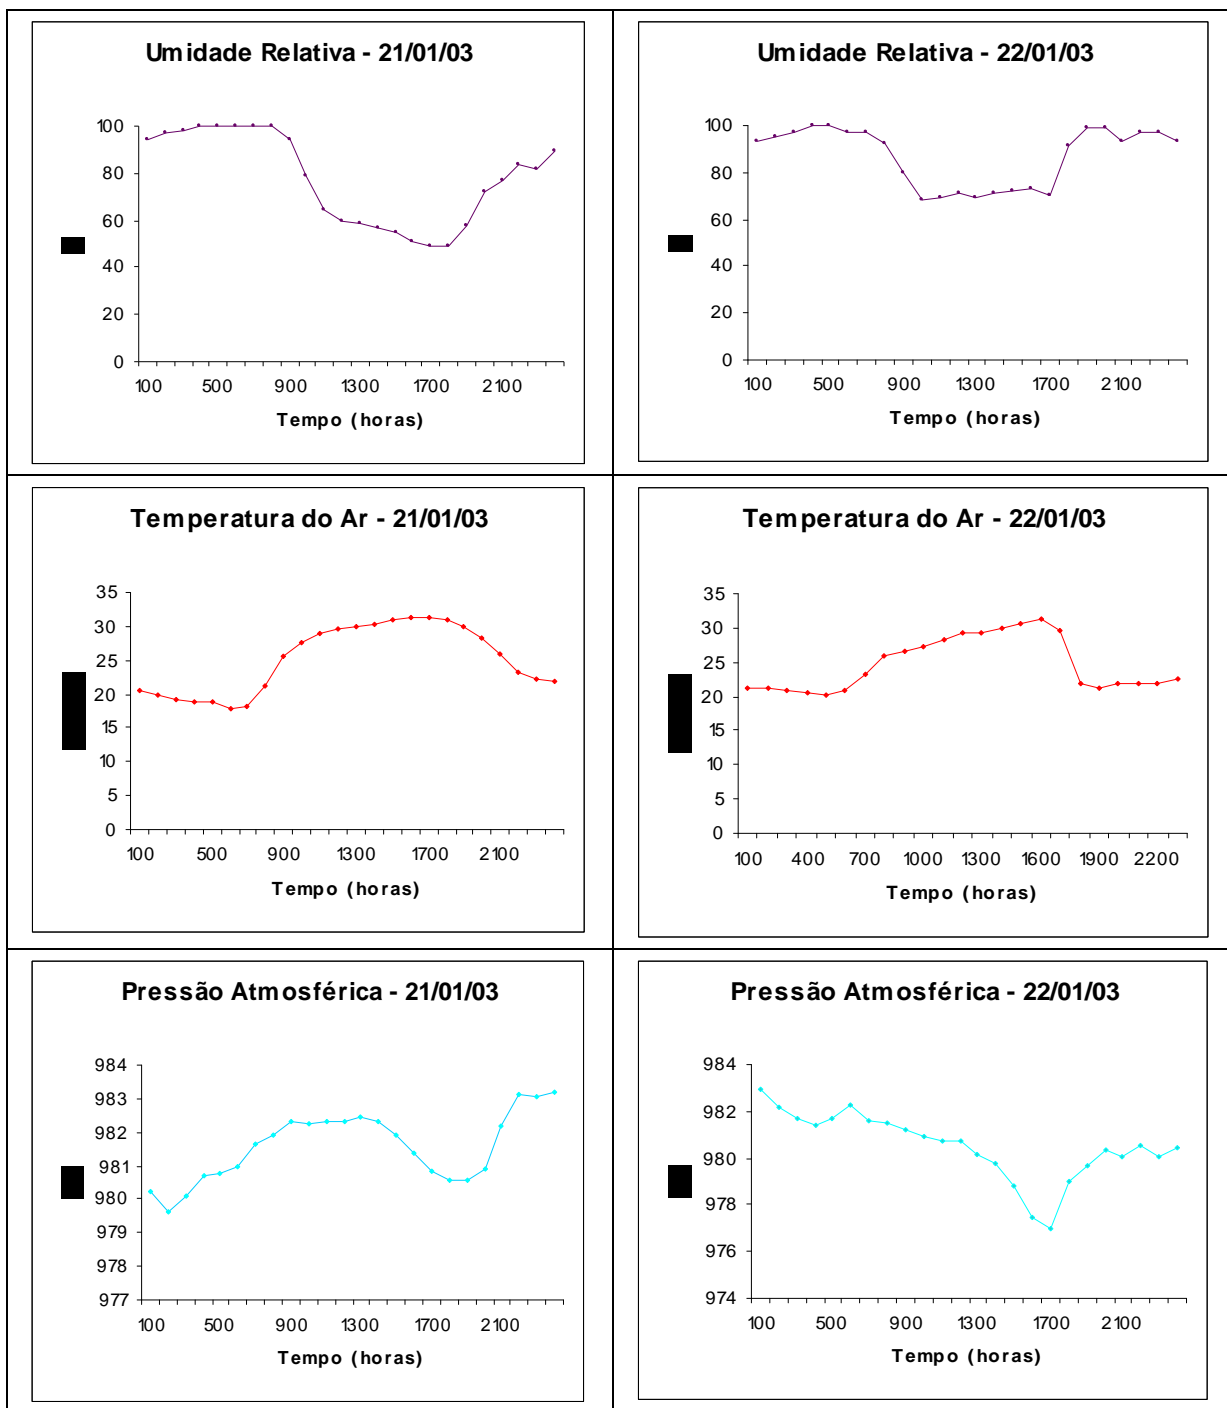 Umidade Relativa - 21/01/03
100
80
60
40
20
0
100 500 900 1300 1700 2100
Tempo (horas)
Umidade Relativa - 22/01/03
100
80
60
40
20
0
100 500 900 1300 1700 2100
Tempo (horas)
Temperatura do Ar - 21/01/03
35
30
25
20
15
10
5
0
100 500 900 1300 1700 2100
Tempo (horas)
Temperatura do Ar - 22/01/03
35
30
25
20
15
10
5
0
100 400 700 1000 1300 1600 1900 2200
Tempo (horas)
Pressão Atmosférica - 21/01/03
984
983
982
981
980
979
978
977
100 500 900 1300 1700 2100
Tempo (horas)
Pressão Atmosférica - 22/01/03
984
982
980
978
976
974
100 500 900 1300 1700 2100
Tempo (horas)